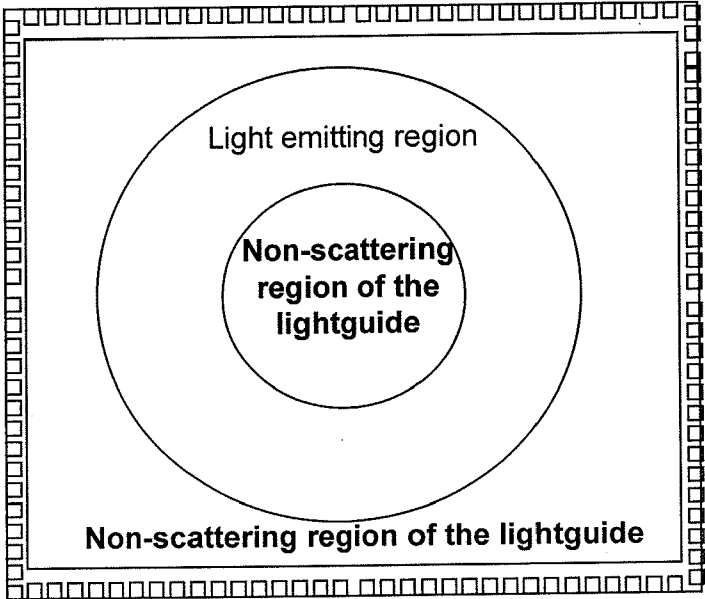 Light emitting region
Non-scattering
region of the
lightguide
Non-scattering region of the lightguide